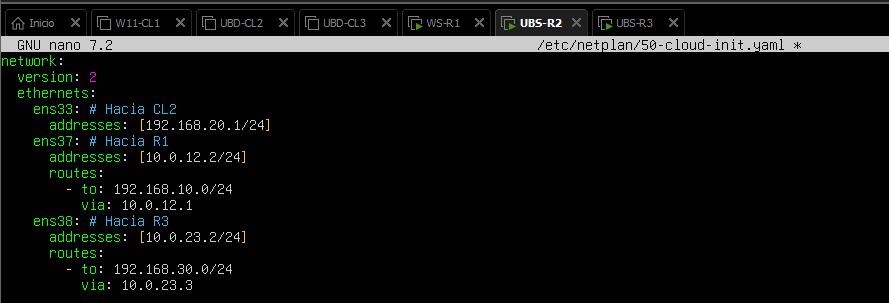 Inicio W11-CL1 UBD-CL2 UBD-CL3 WS-R1 UBS-R2 UBS-R3
GNU nano 7.2 /etc/netplan/50-cloud-init.yaml *
network:
  version: 2
  ethernets:
    ens33: # Hacia CL2
      addresses: [192.168.20.1/24]
    ens37: # Hacia R1
      addresses: [10.0.12.2/24]
      routes:
        - to: 192.168.10.0/24
          via: 10.0.12.1
    ens38: # Hacia R3
      addresses: [10.0.23.2/24]
      routes:
        - to: 192.168.30.0/24
          via: 10.0.23.3